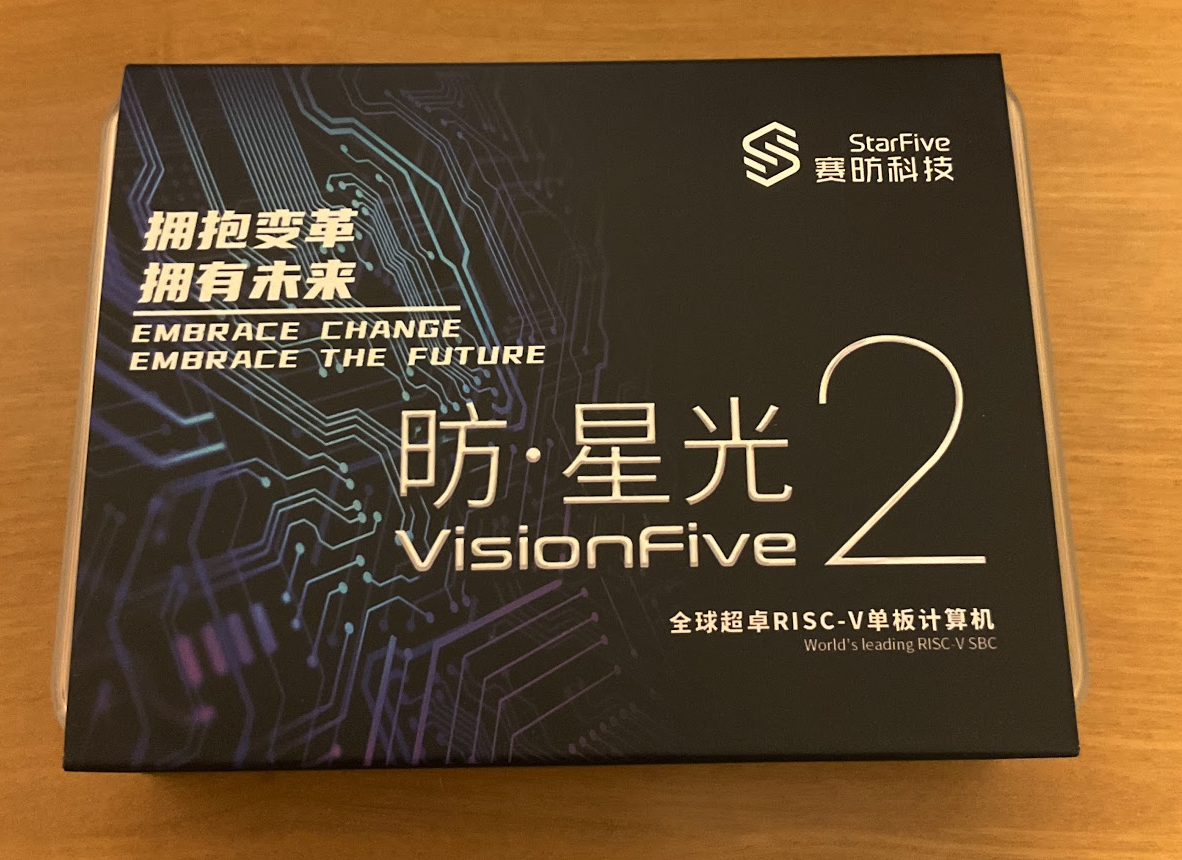 StarFive
赛昉科技
拥抱变革
拥有未来
EMBRACE CHANGE
EMBRACE THE FUTURE
昉·星光 2
VisionFive
全球超卓RISC-V单板计算机
World's leading RISC-V SBC